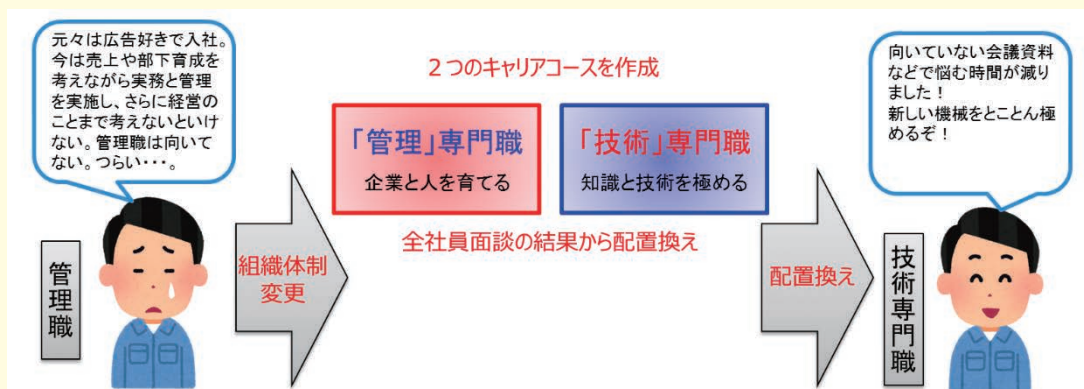 元々は広告好きで入社。
今は売上や部下育成を
考えながら実務と管理
を実施し、さらに経営の
ことまで考えないといけ
ない。管理職は向いて
ない。つらい・・・。
管理職
組織体制
変更
２つのキャリアコースを作成
「管理」専門職
企業と人を育てる
「技術」専門職
知識と技術を極める
全社員面談の結果から配置換え
配置換え
向いていない会議資料
などで悩む時間が減り
ました！
新しい機械をとことん極
めるぞ！
技術専門職